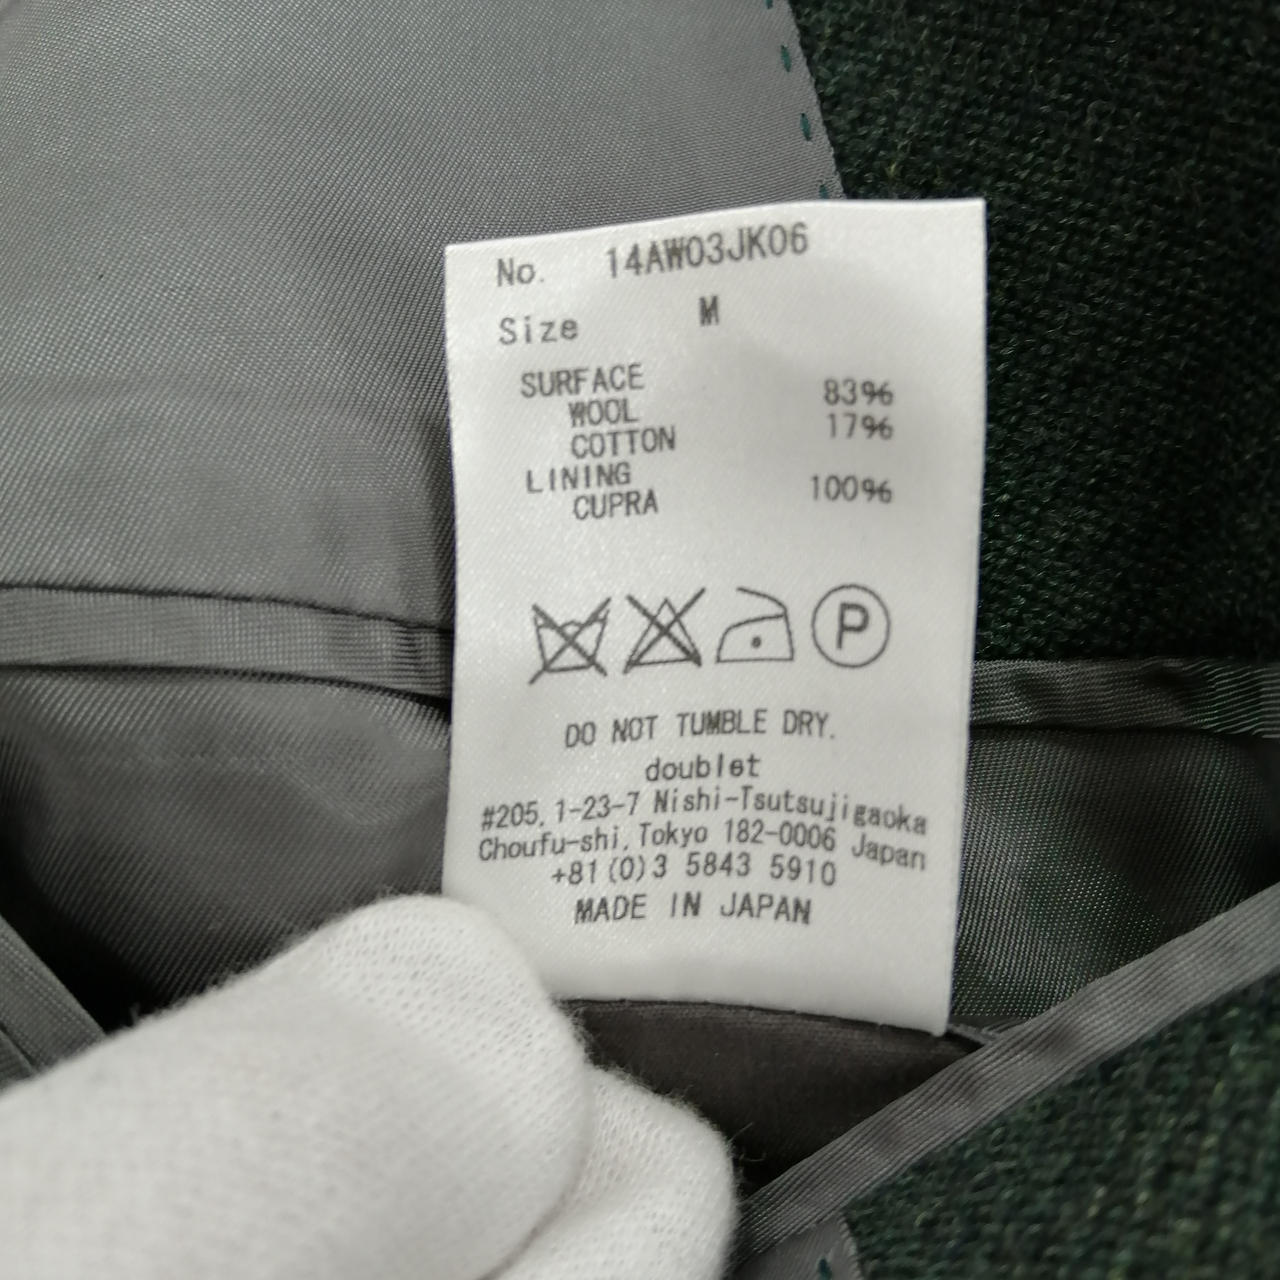 No. 14AW03JK06
Size M
SURFACE
WOOL 83%
COTTON 17%
LINING
CUPRA 100%
P
DO NOT TUMBLE DRY.
doublet
#205, 1-23-7 Nishi-Tsutsujigaoka
Choufu-shi, Tokyo 182-0006 Japan
+81(0)3 5843 5910
MADE IN JAPAN